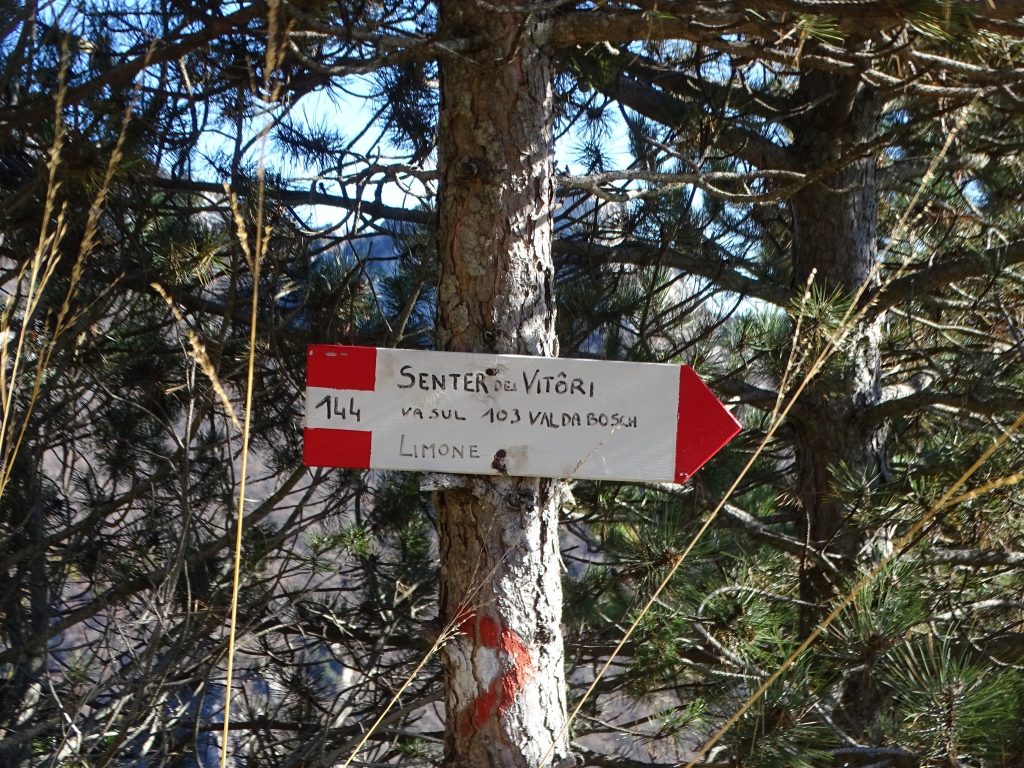 144
SENTER DEI VITÔRI
VA SUL 103 VAL DA BOSCH
LIMONE